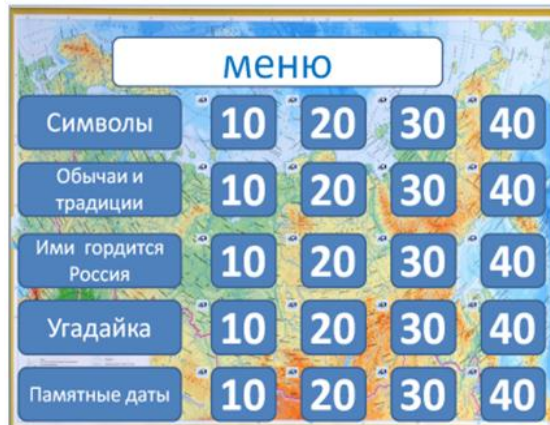 меню
Символы 10 20 30 40
Обычаи и
традиции 10 20 30 40
Ими гордится
Россия 10 20 30 40
Угадайка 10 20 30 40
Памятные даты 10 20 30 40